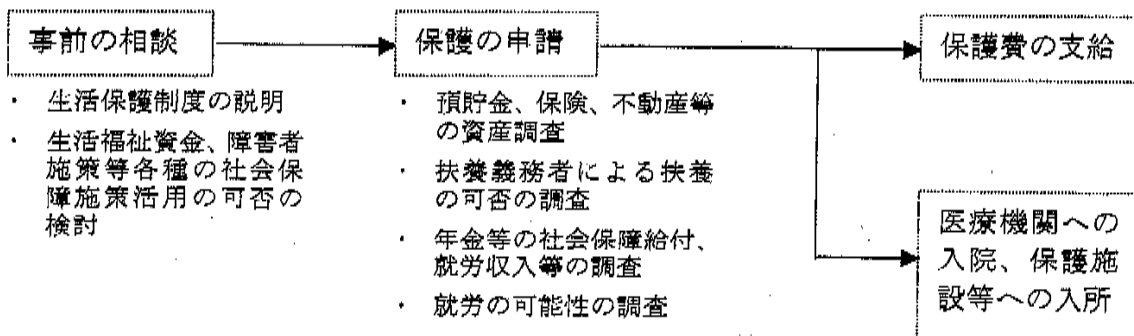 事前の相談
・ 生活保護制度の説明
・ 生活福祉資金、障害者
施策等各種の社会保
障施策活用の可否の
検討
保護の申請
・ 預貯金、保険、不動産等
の資産調査
・ 扶養義務者による扶養
の可否の調査
・ 年金等の社会保障給付、
就労収入等の調査
・ 就労の可能性の調査
保護費の支給
医療機関への
入院、保護施
設等への入所